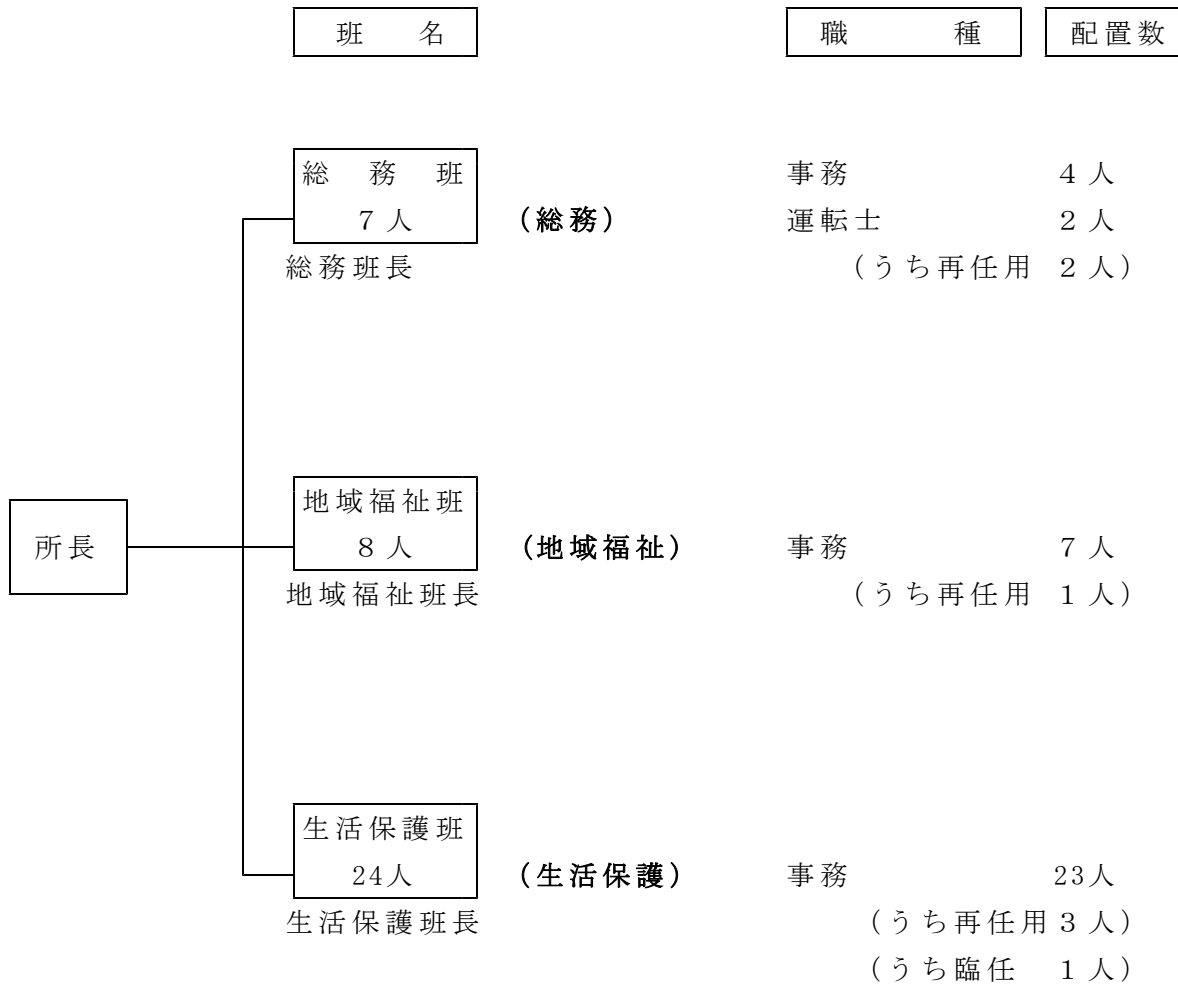 班　名　職　種　配置数
総　務　班　事務　４人
７人　（総務）　運転士　２人
総務班長　（うち再任用　２人）
地域福祉班
所長　８人　（地域福祉）　事務　７人
地域福祉班長　（うち再任用　１人）
生活保護班
24人　（生活保護）　事務　23人
生活保護班長　（うち再任用３人）
（うち臨任　１人）